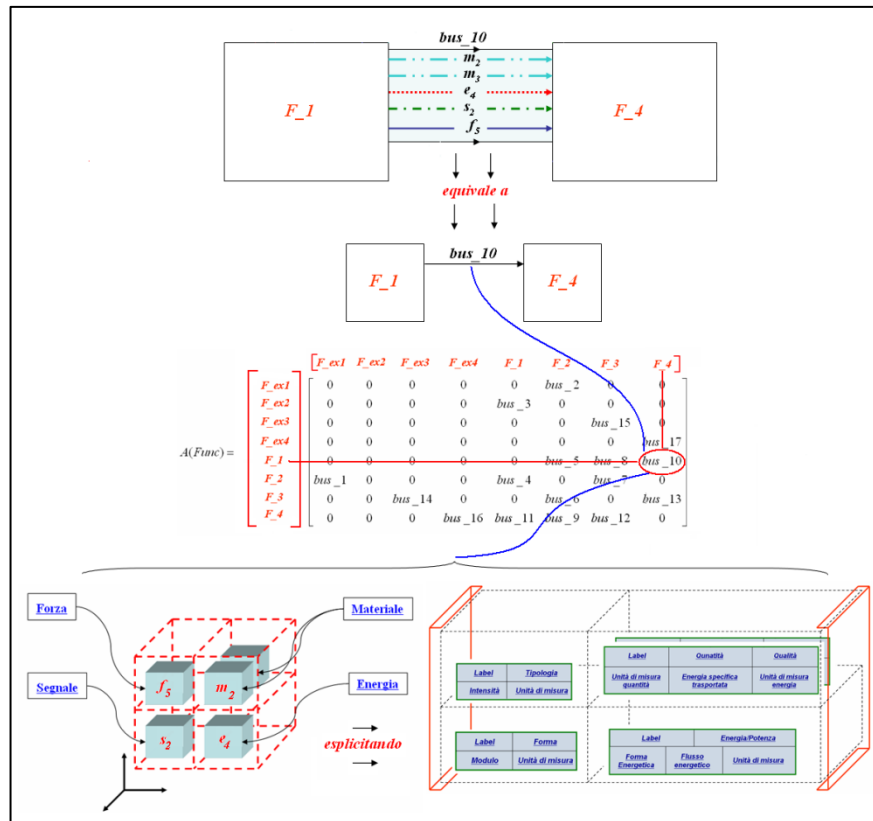 bus_10
m2
m3
e4
s2
f5
F_1
F_4
equivale a
bus_10
F_1
F_4
F_ex1 F_ex2 F_ex3 F_ex4 F_1 F_2 F_3 F_4
F_ex1 0 0 0 0 0 bus_2 0 0
F_ex2 0 0 0 0 bus_3 0 0 0
F_ex3 0 0 0 0 0 0 bus_15 0
F_ex4 0 0 0 0 0 0 0 bus_17
A(Func) = F_1 0 0 0 0 0 bus_5 bus_8 bus_10
F_2 bus_1 0 0 0 bus_4 0 bus_7 0
F_3 0 0 bus_14 0 0 bus_6 0 bus_13
F_4 0 0 0 bus_16 bus_11 bus_9 bus_12 0
Forza
Materiale
Segnale
Energia
f5
m2
s2
e4
esplicitando
Label Tipologia
Intensità Unità di misura
Label Qunatità Qualità
Unità di misura quantità
Energia specifica trasportata
Unità di misura energia
Label Forma
Modulo Unità di misura
Label Energia/Potenza
Forma Energetica
Flusso energetico
Unità di misura